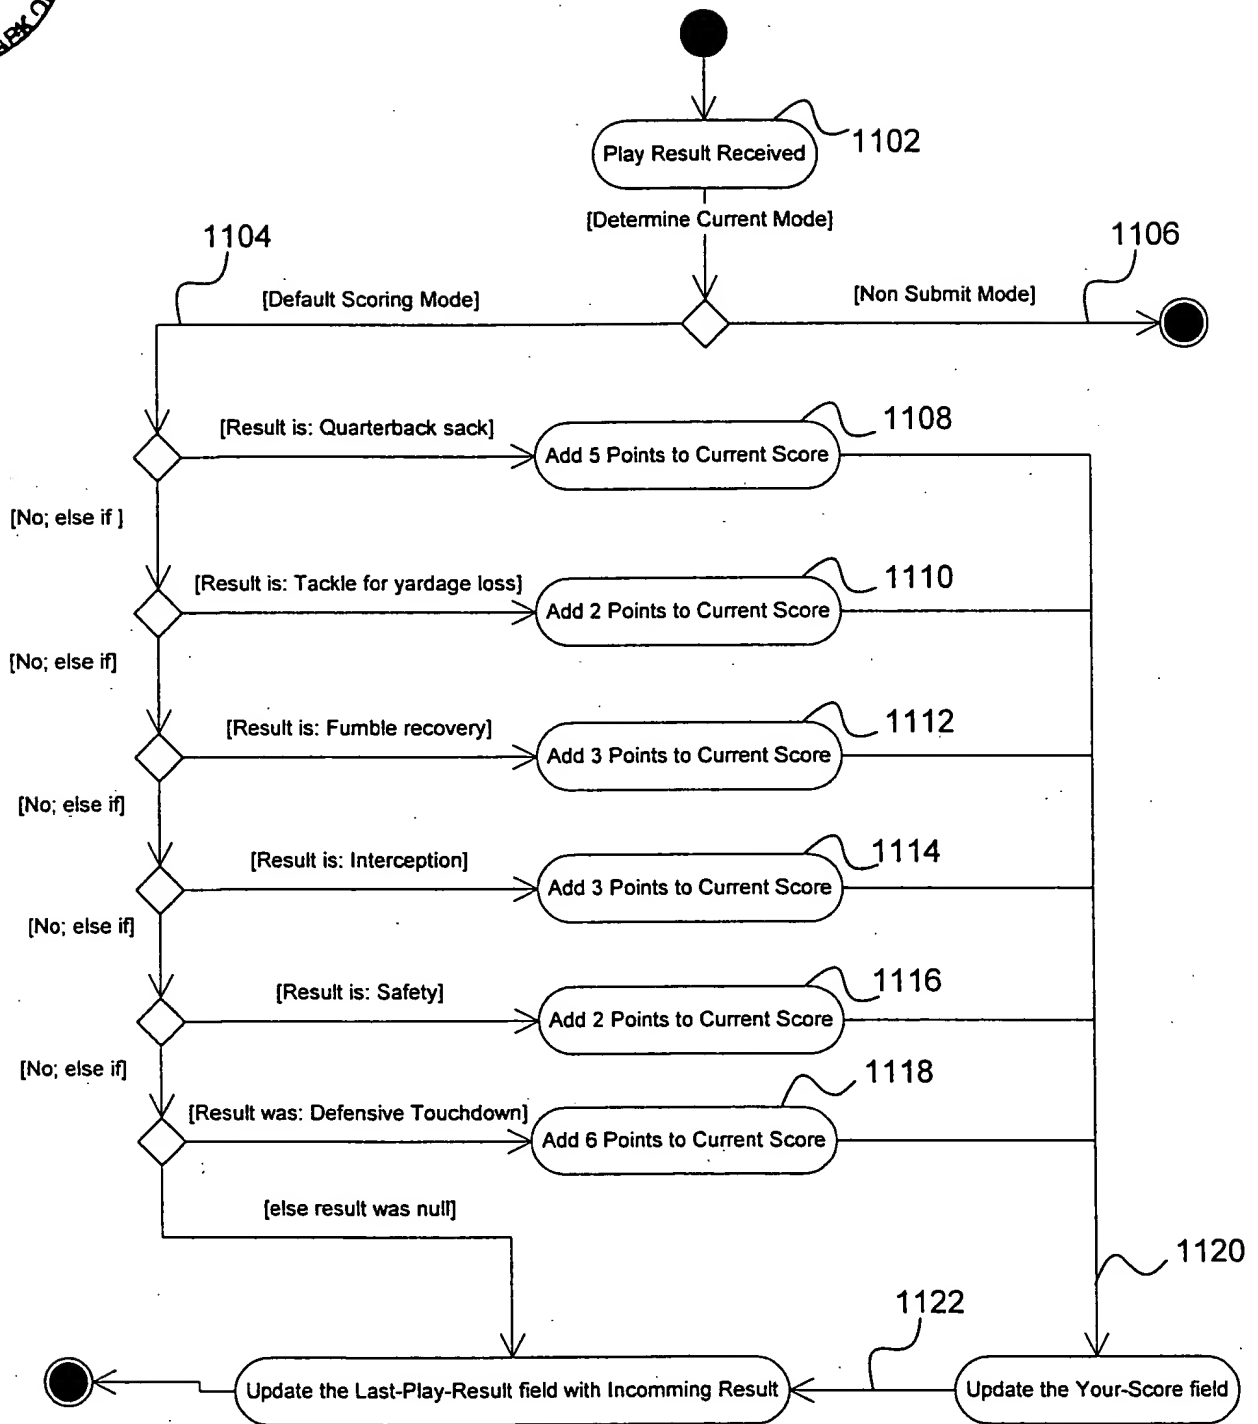 Play Result Received
1102
[Determine Current Mode]
1104
1106
[Default Scoring Mode]
[Non Submit Mode]
[Result is: Quarterback sack]
Add 5 Points to Current Score
1108
[No; else if ]
[Result is: Tackle for yardage loss]
Add 2 Points to Current Score
1110
[No; else if]
[Result is: Fumble recovery]
Add 3 Points to Current Score
1112
[No; else if]
[Result is: Interception]
Add 3 Points to Current Score
1114
[No; else if]
[Result is: Safety]
Add 2 Points to Current Score
1116
[No; else if]
[Result was: Defensive Touchdown]
Add 6 Points to Current Score
1118
[else result was null]
1120
1122
Update the Last-Play-Result field with Incomming Result
Update the Your-Score field